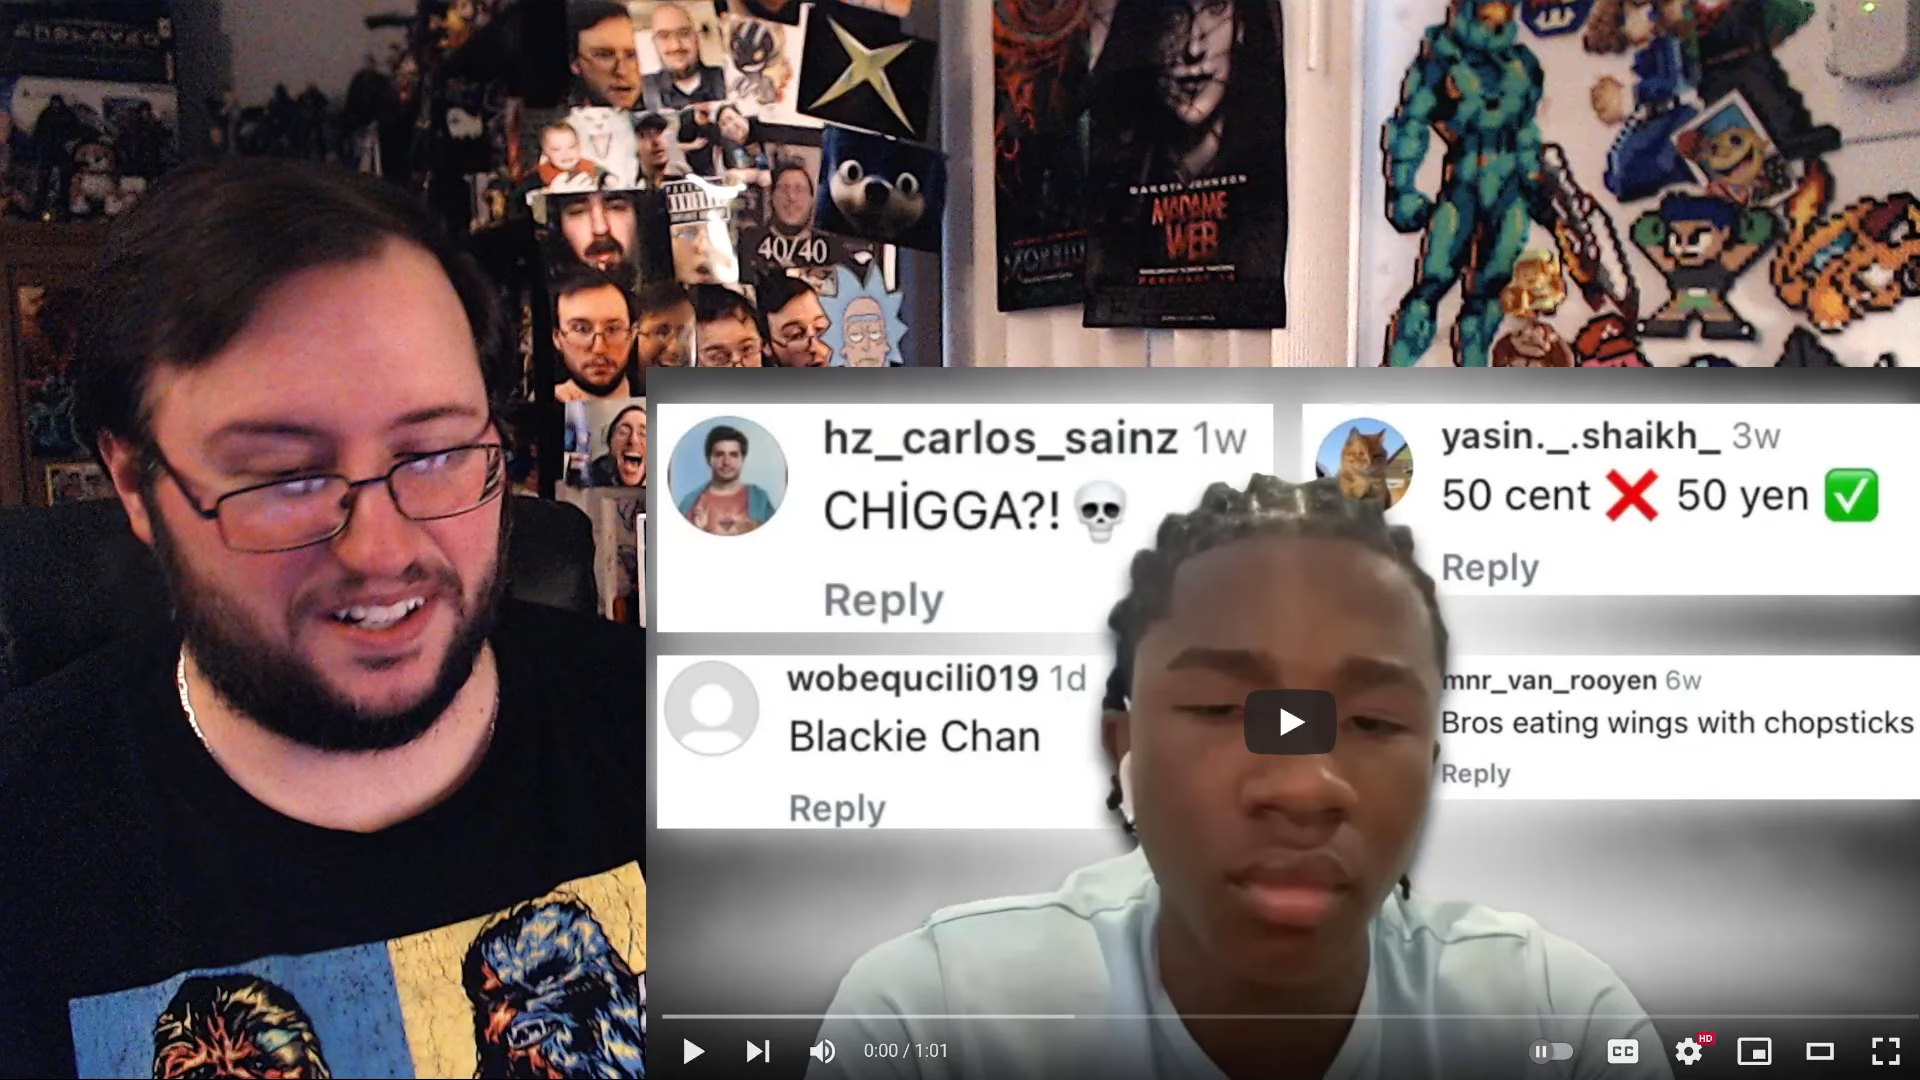 40/40
DAKOTA JOHNSON
MADAME
WEB
MORBIUS
hz_carlos_sainz 1w
CHİGGA?! 💀
Reply
yasin._.shaikh_ 3w
50 cent ❌ 50 yen ✅
Reply
wobequcili019 1d
Blackie Chan
Reply
mnr_van_rooyen 6w
Bros eating wings with chopsticks
Reply
0:00 / 1:01
CC
HD